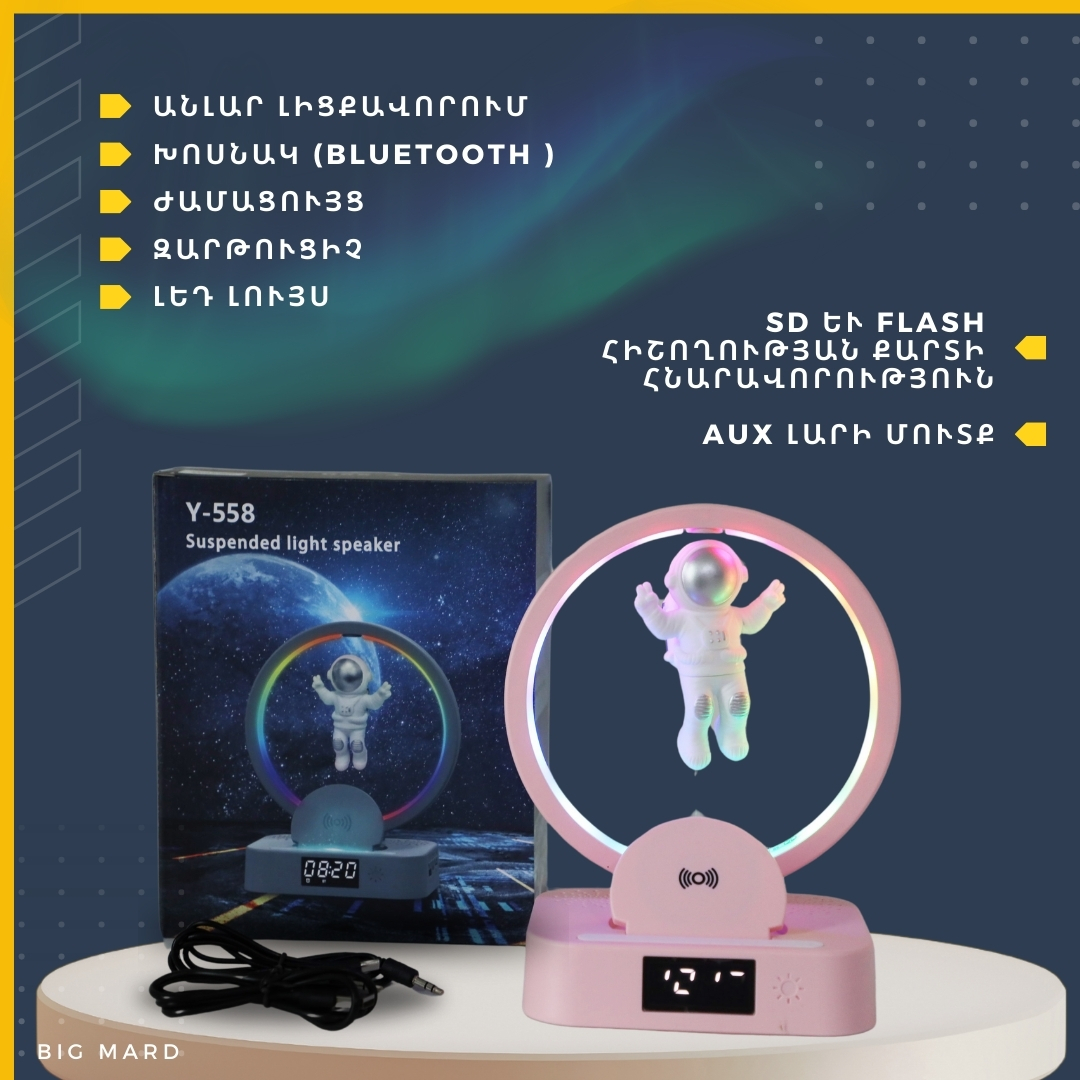 ԱՆԼԱՐ ԼԻՑՔԱՎՈՐՈՒՄ
ԽՈՍՆԱԿ (BLUETOOTH )
ԺԱՄԱՑՈՒՅՑ
ԶԱՐԹՈՒՑԻՉ
ԼԵԴ ԼՈՒՅՍ
SD ԵՒ FLASH
ՀԻՇՈՂՈՒԹՅԱՆ ՔԱՐՏԻ
ՀՆԱՐԱՎՈՐՈՒԹՅՈՒՆ
AUX ԼԱՐԻ ՄՈՒՏՔ
Y-558
Suspended light speaker
08:20
BIG MARD